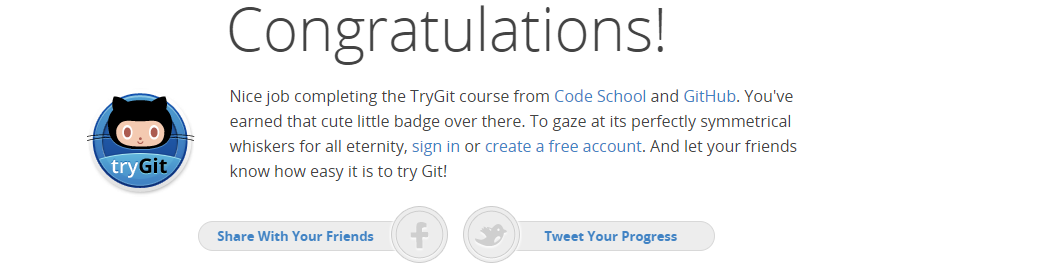 Congratulations!
Nice job completing the TryGit course from Code School and GitHub. You've
earned that cute little badge over there. To gaze at its perfectly symmetrical
whiskers for all eternity, sign in or create a free account. And let your friends
know how easy it is to try Git!
tryGit
Share With Your Friends
Tweet Your Progress